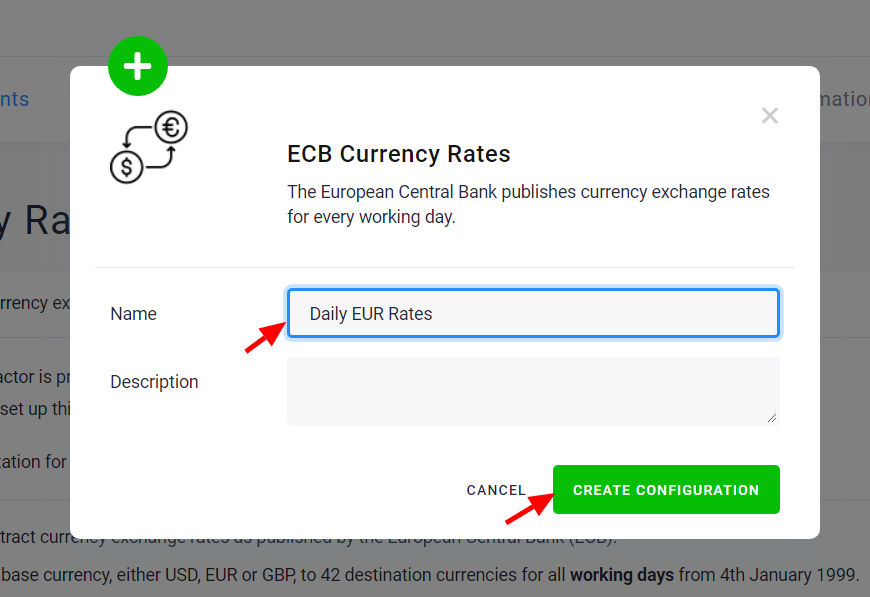 nts
mation
ECB Currency Rates
The European Central Bank publishes currency exchange rates
for every working day.
y Ra
rrency ex
Name
Daily EUR Rates
actor is pr
Description
set up thi
tation for
CANCEL
CREATE CONFIGURATION
tract currency exchange rates as published by the European Central Bank (ECB).
base currency, either USD, EUR or GBP, to 42 destination currencies for all working days from 4th January 1999.